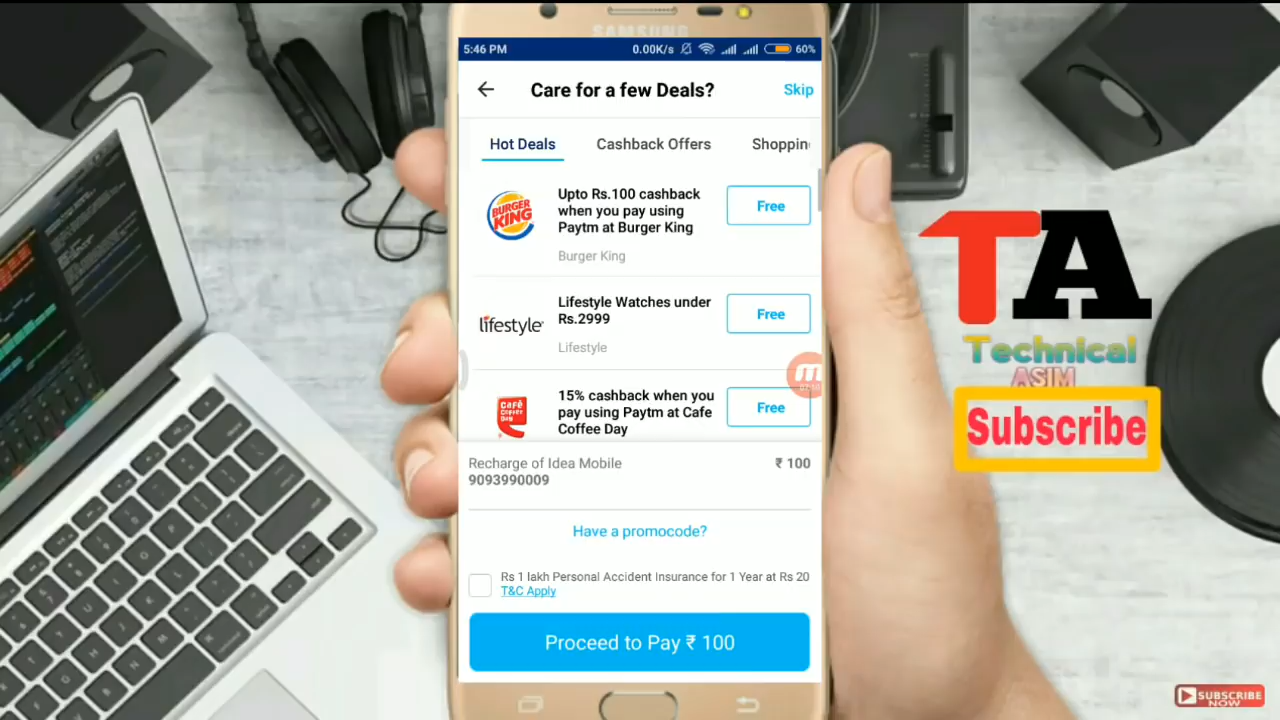 SAMSUNG
5:46 PM
0.00K/s
60%
Care for a few Deals?
Skip
Hot Deals
Cashback Offers
Shoppin
BURGER
KING
Upto Rs.100 cashback
when you pay using
Paytm at Burger King
Burger King
Free
lifestyle
Lifestyle Watches under
Rs.2999
Lifestyle
Free
Café
Coffee
Day
15% cashback when you
pay using Paytm at Cafe
Coffee Day
Free
Recharge of Idea Mobile
9093990009
₹ 100
Have a promocode?
Rs 1 lakh Personal Accident Insurance for 1 Year at Rs 20
T&C Apply
Proceed to Pay ₹ 100
TA
Technical
ASIM
Subscribe
SUBSCRIBE
NOW